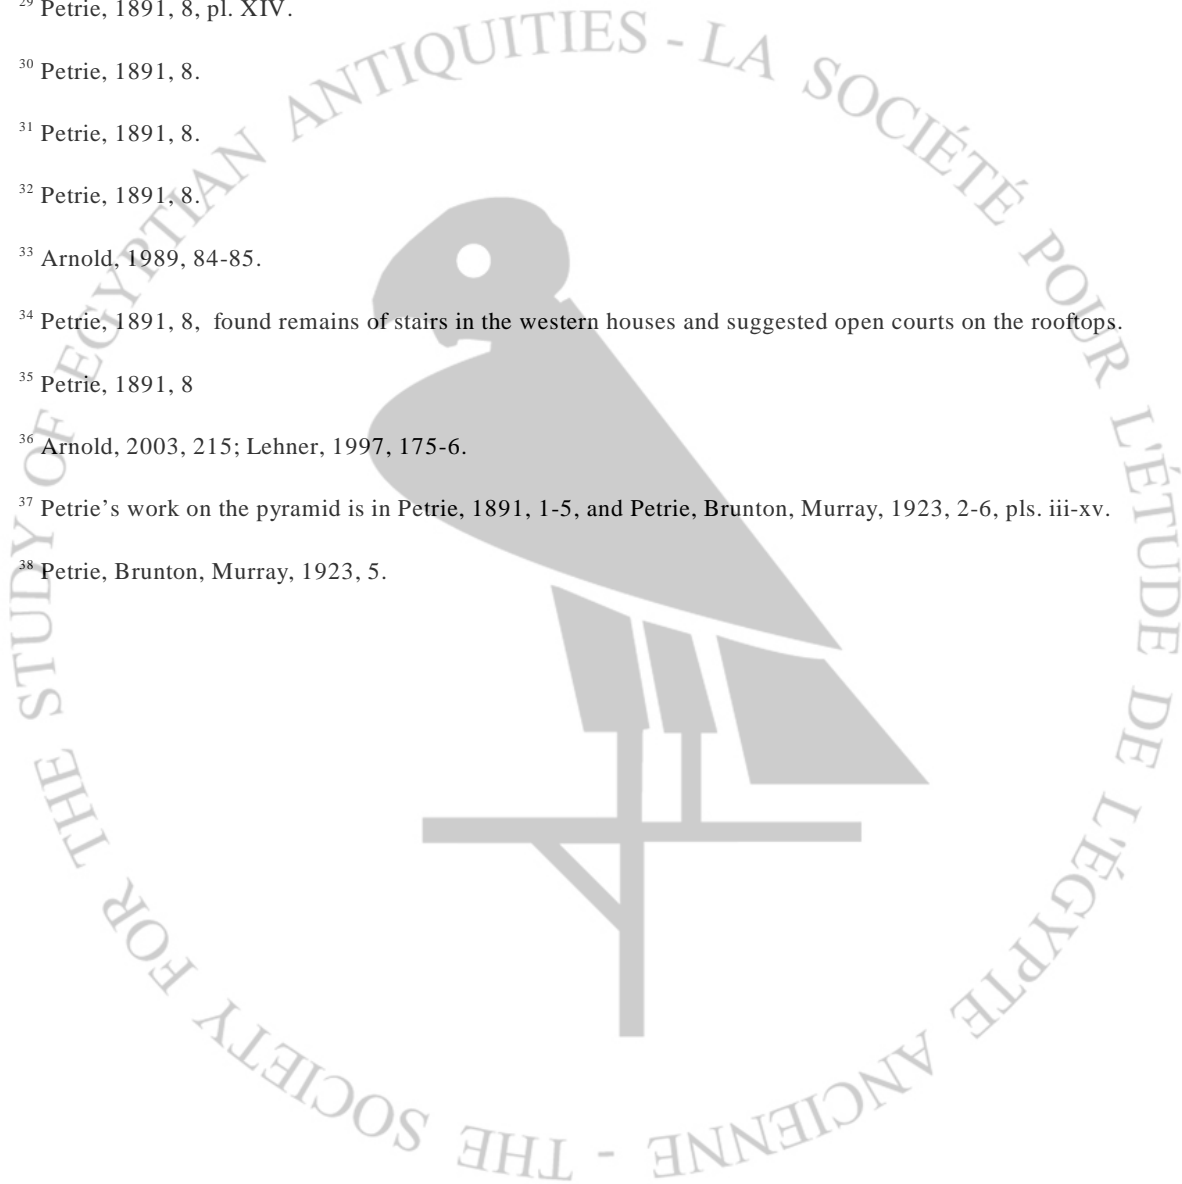 29 Petrie, 1891, 8, pl. XIV.
30 Petrie, 1891, 8.
31 Petrie, 1891, 8.
32 Petrie, 1891, 8.
33 Arnold, 1989, 84-85.
34 Petrie, 1891, 8, found remains of stairs in the western houses and suggested open courts on the rooftops.
35 Petrie, 1891, 8
36 Arnold, 2003, 215; Lehner, 1997, 175-6.
37 Petrie’s work on the pyramid is in Petrie, 1891, 1-5, and Petrie, Brunton, Murray, 1923, 2-6, pls. iii-xv.
38 Petrie, Brunton, Murray, 1923, 5.
THE SOCIETY FOR THE STUDY OF EGYPTIAN ANTIQUITIES - LA SOCIÉTÉ POUR L'ÉTUDE DE L'ÉGYPTE ANCIENNE -